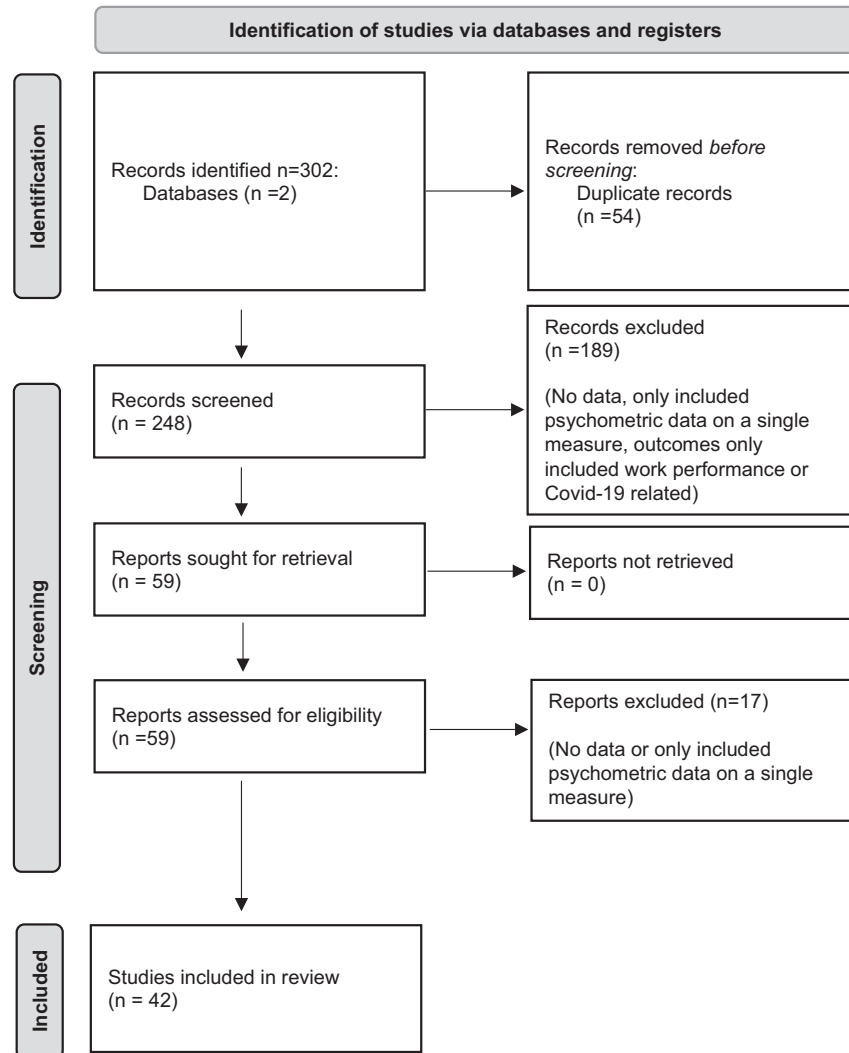 Identification of studies via databases and registers
Identification
Records identified n=302:
Databases (n =2)
Records removed before
screening:
Duplicate records
(n =54)
Screening
Records screened
(n = 248)
Records excluded
(n =189)
(No data, only included
psychometric data on a single
measure, outcomes only
included work performance or
Covid-19 related)
Reports sought for retrieval
(n = 59)
Reports not retrieved
(n = 0)
Reports assessed for eligibility
(n =59)
Reports excluded (n=17)
(No data or only included
psychometric data on a single
measure)
Included
Studies included in review
(n = 42)